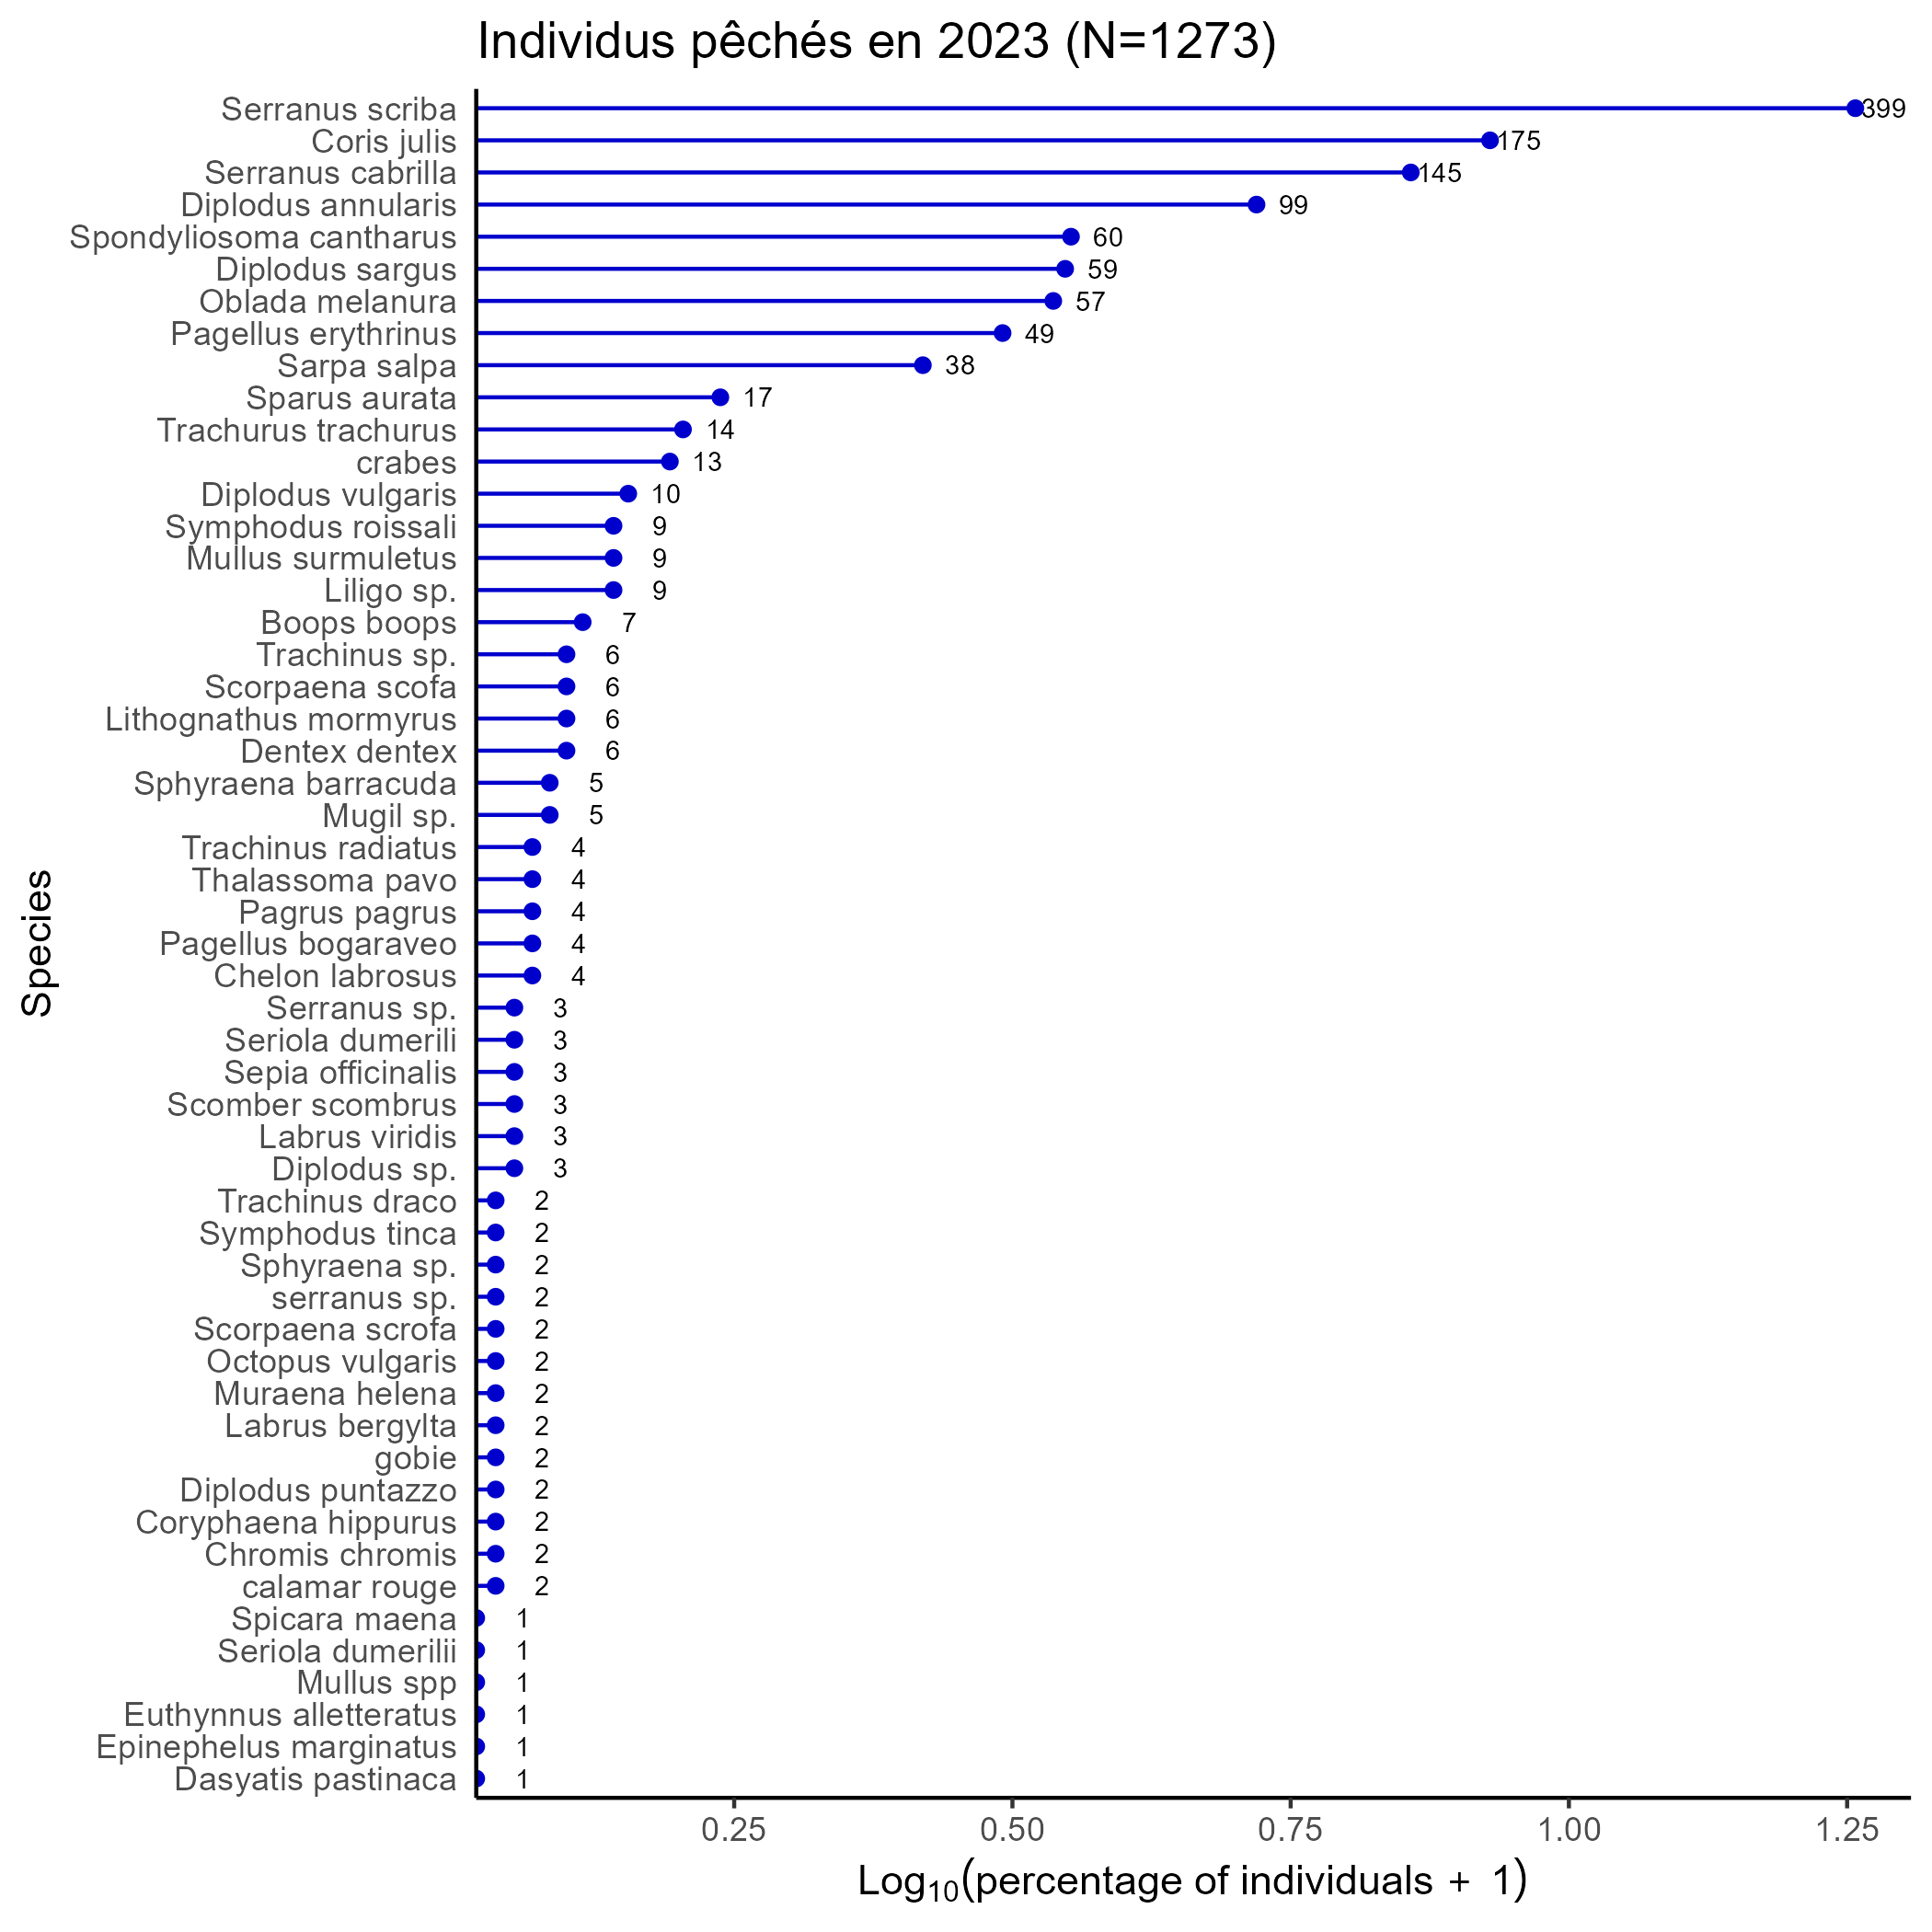 Individus pêchés en 2023 (N=1273)
Serranus scriba 399
Coris julis 175
Serranus cabrilla 145
Diplodus annularis 99
Spondyliosoma cantharus 60
Diplodus sargus 59
Oblada melanura 57
Pagellus erythrinus 49
Sarpa salpa 38
Sparus aurata 17
Trachurus trachurus 14
crabes 13
Diplodus vulgaris 10
Symphodus roissali 9
Mullus surmuletus 9
Liligo sp. 9
Boops boops 7
Trachinus sp. 6
Scorpaena scofa 6
Lithognathus mormyrus 6
Dentex dentex 6
Sphyraena barracuda 5
Mugil sp. 5
Trachinus radiatus 4
Thalassoma pavo 4
Pagrus pagrus 4
Pagellus bogaraveo 4
Chelon labrosus 4
Serranus sp. 3
Seriola dumerili 3
Sepia officinalis 3
Scomber scombrus 3
Labrus viridis 3
Diplodus sp. 3
Trachinus draco 2
Symphodus tinca 2
Sphyraena sp. 2
serranus sp. 2
Scorpaena scrofa 2
Octopus vulgaris 2
Muraena helena 2
Labrus bergylta 2
gobie 2
Diplodus puntazzo 2
Coryphaena hippurus 2
Chromis chromis 2
calamar rouge 2
Spicara maena 1
Seriola dumerilii 1
Mullus spp 1
Euthynnus alletteratus 1
Epinephelus marginatus 1
Dasyatis pastinaca 1
Species
0.25 0.50 0.75 1.00 1.25
Log₁₀(percentage of individuals + 1)